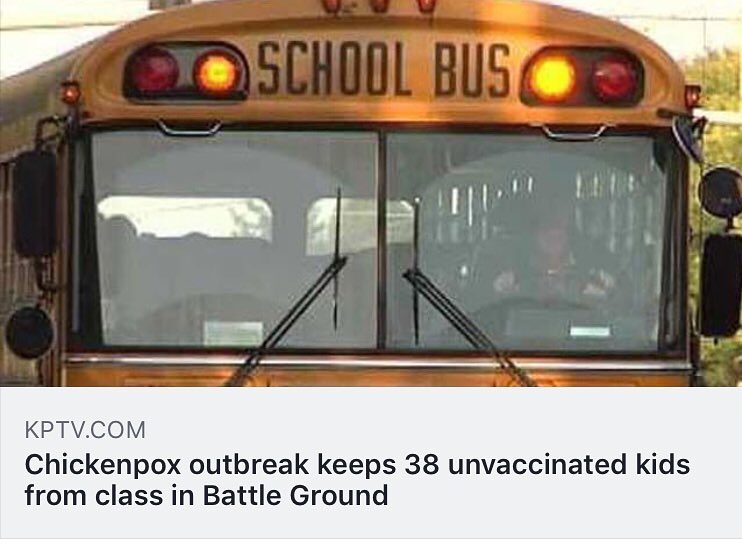 SCHOOL BUS
KPTV.COM
Chickenpox outbreak keeps 38 unvaccinated kids
from class in Battle Ground